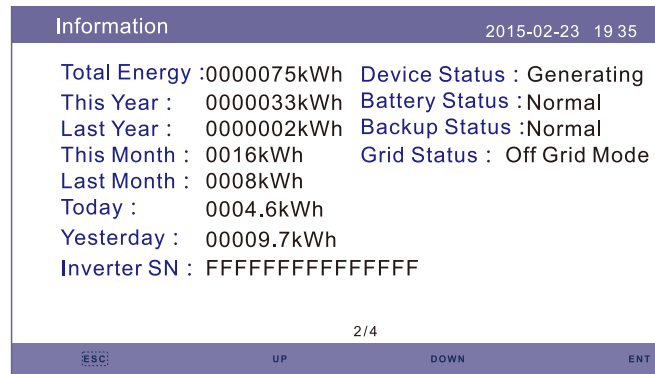 Information 2015-02-23 19 35
Total Energy :0000075kWh Device Status : Generating
This Year : 0000033kWh Battery Status :Normal
Last Year : 0000002kWh Backup Status :Normal
This Month : 0016kWh Grid Status : Off Grid Mode
Last Month : 0008kWh
Today : 0004.6kWh
Yesterday : 00009.7kWh
Inverter SN : FFFFFFFFFFFFFFF
2/4
ESC UP DOWN ENT